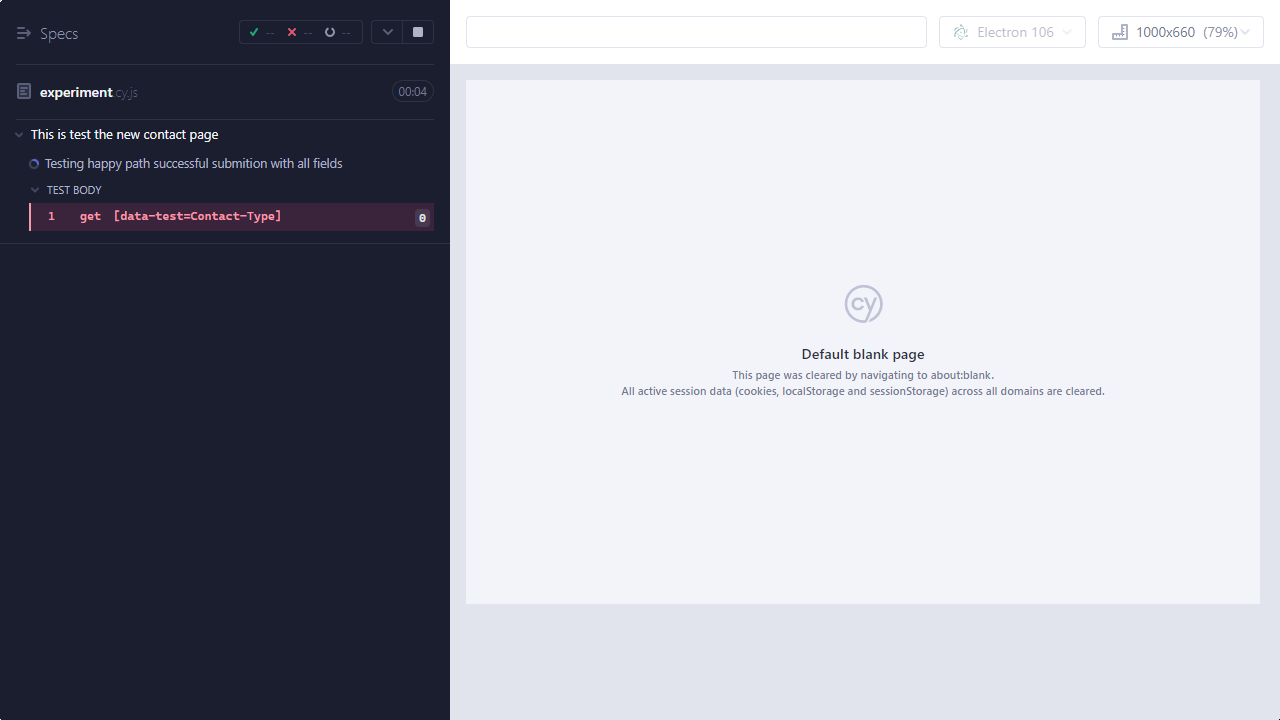 Specs
-- -- --
Electron 106
1000x660 (79%)
experiment.cy.js
00:04
This is test the new contact page
Testing happy path successful submition with all fields
TEST BODY
1 get [data-test=Contact-Type] 0
cy
Default blank page
This page was cleared by navigating to about:blank.
All active session data (cookies, localStorage and sessionStorage) across all domains are cleared.